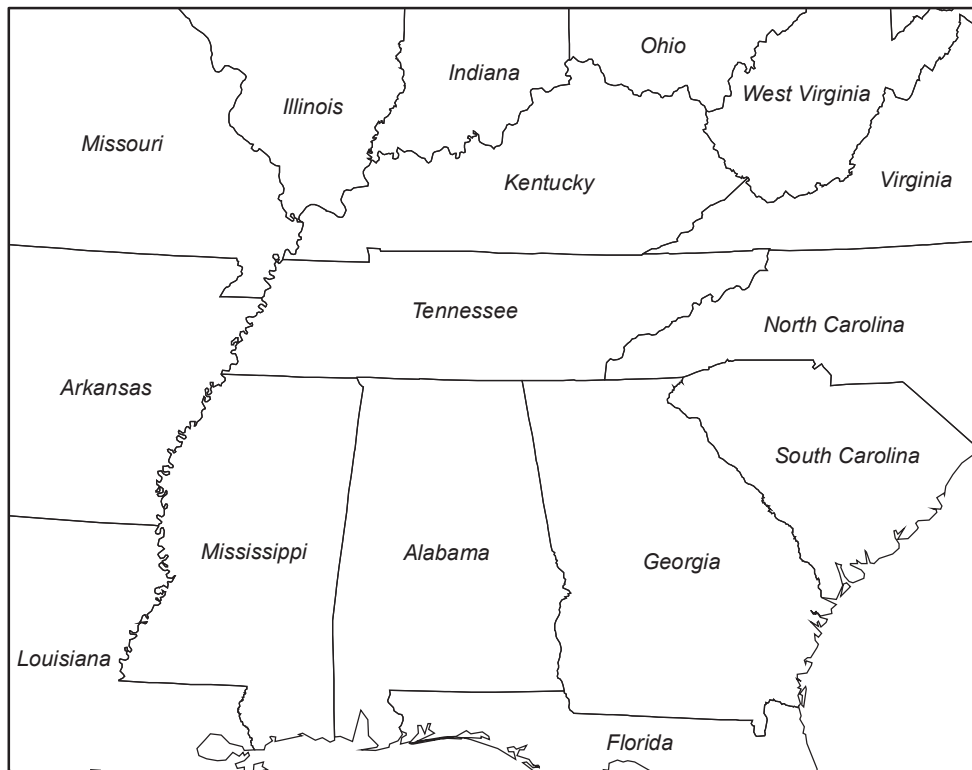 Ohio
Indiana
West Virginia
Illinois
Missouri
Kentucky
Virginia
Tennessee
North Carolina
Arkansas
South Carolina
Mississippi
Alabama
Georgia
Louisiana
Florida